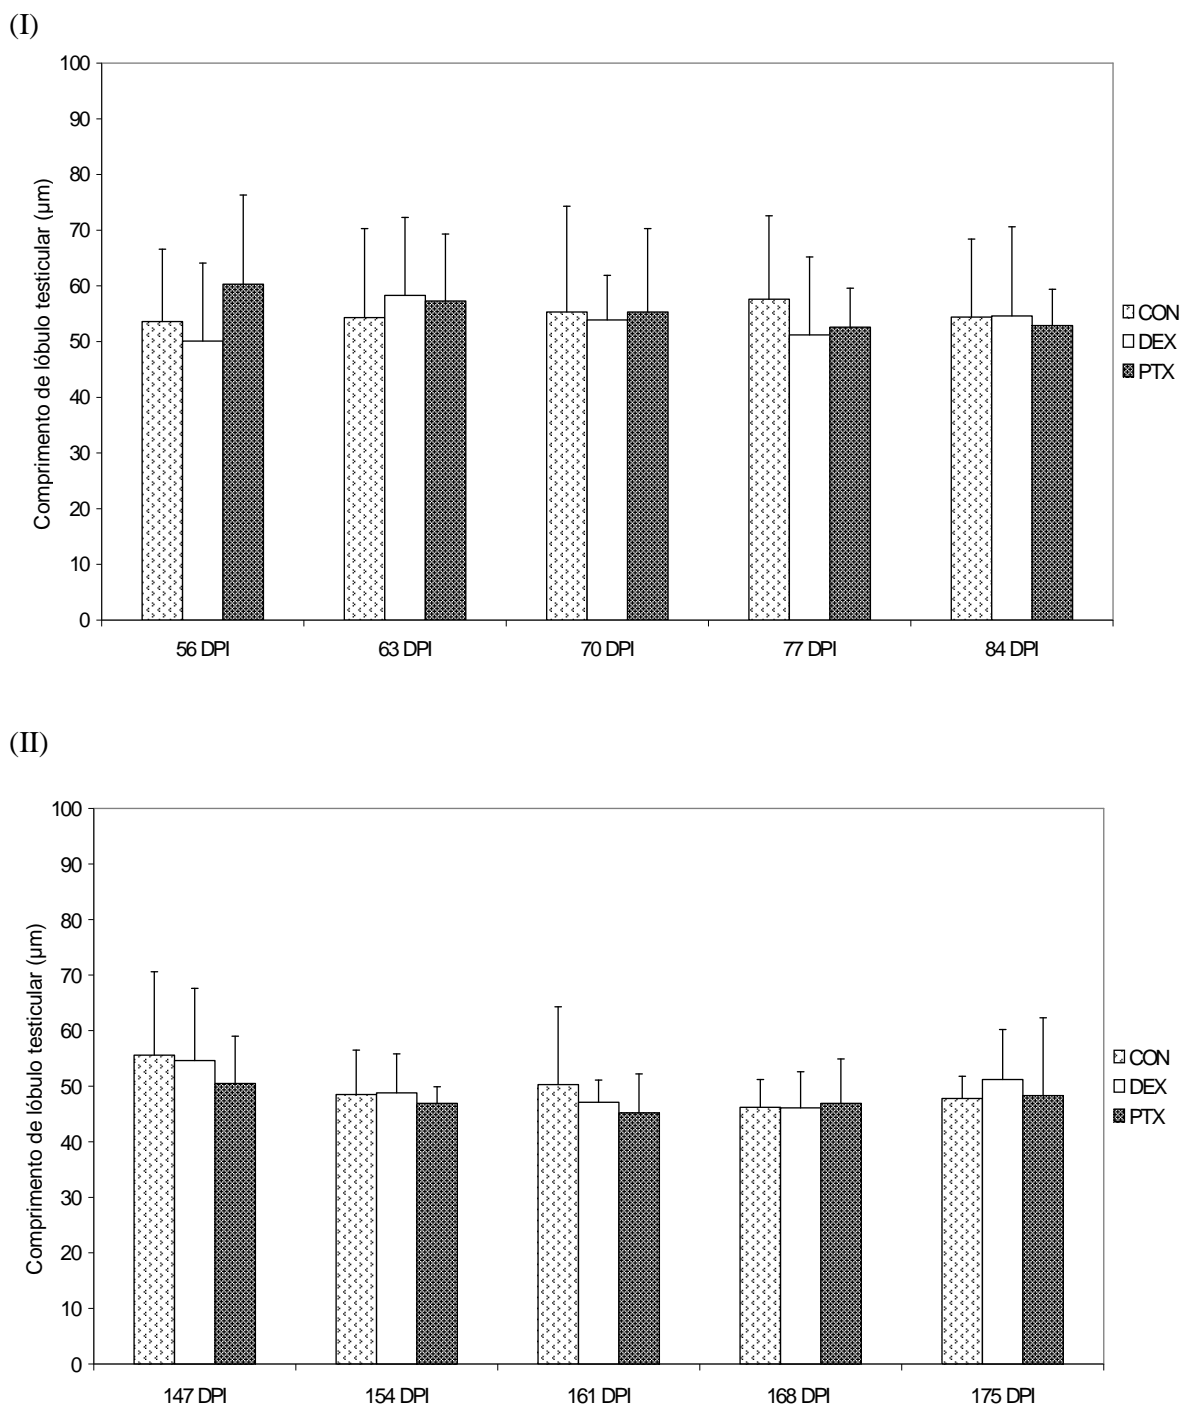 (I)
Comprimento de lóbulo testicular (µm)
100
90
80
70
60
50
40
30
20
10
0
56 DPI
63 DPI
70 DPI
77 DPI
84 DPI
CON
DEX
PTX
(II)
Comprimento de lóbulo testicular (µm)
100
90
80
70
60
50
40
30
20
10
0
147 DPI
154 DPI
161 DPI
168 DPI
175 DPI
CON
DEX
PTX